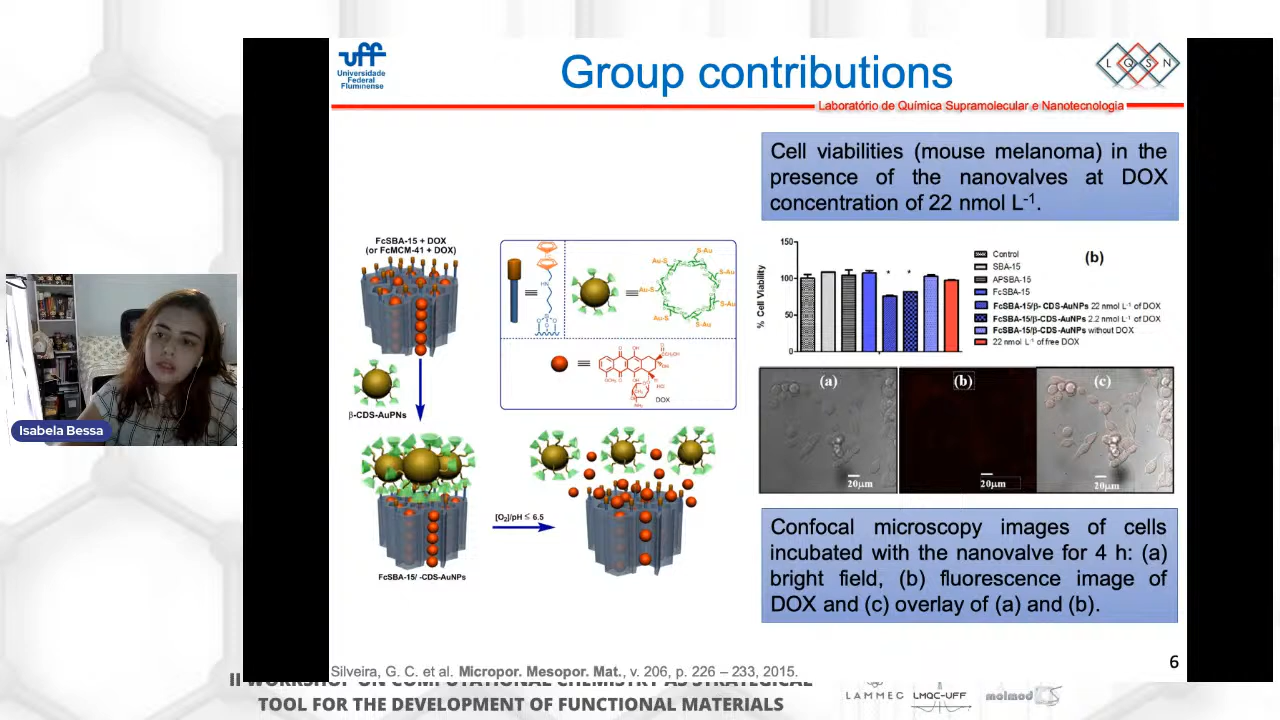 uff
Universidade
Federal
Fluminense
Group contributions
L Q S N
Laboratório de Química Supramolecular e Nanotecnologia
Cell viabilities (mouse melanoma) in the
presence of the nanovalves at DOX
concentration of 22 nmol L-1.
FcSBA-15 + DOX
(or FcMCM-41 + DOX)
β-CDS-AuPNs
FcSBA-15/ -CDS-AuNPs
[O2]/pH ≤ 6.5
HN
S-Au
Au-S
S-Au
Au-S
S-Au
Au-S
S-Au
DOX
% Cell Viability
150
100
50
0
* *
(b)
Control
SBA-15
APSBA-15
FcSBA-15
FcSBA-15/β- CDS-AuNPs 22 nmol L-1 of DOX
FcSBA-15/β-CDS-AuNPs 2.2 nmol L-1 of DOX
FcSBA-15/β-CDS-AuNPs without DOX
22 nmol L-1 of free DOX
(a) (b) (c)
20μm 20μm 20μm
Isabela Bessa
Confocal microscopy images of cells
incubated with the nanovalve for 4 h: (a)
bright field, (b) fluorescence image of
DOX and (c) overlay of (a) and (b).
6
Silveira, G. C. et al. Micropor. Mesopor. Mat., v. 206, p. 226 – 233, 2015.
II WORKSHOP ON COMPUTATIONAL CHEMISTRY AS STRATEGICAL
TOOL FOR THE DEVELOPMENT OF FUNCTIONAL MATERIALS
LAMMEC LMQC-UFF molmod CS